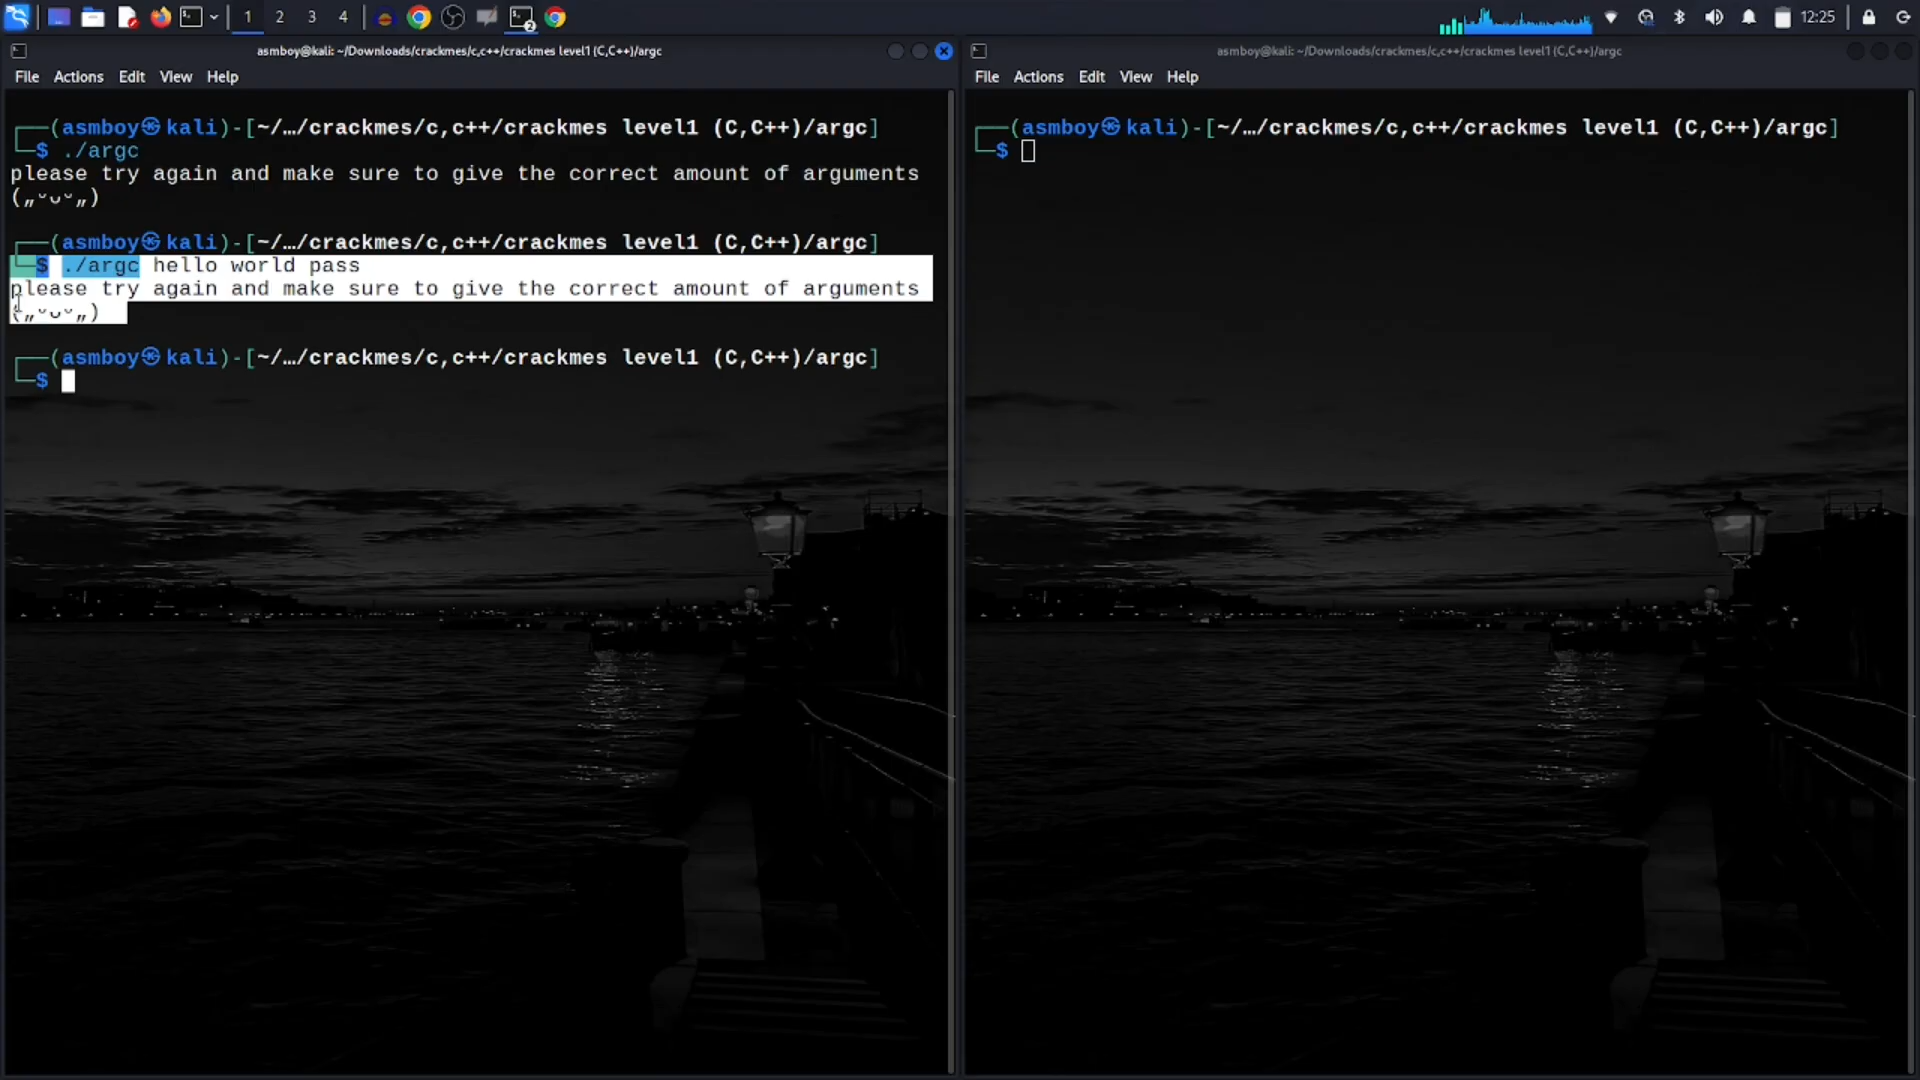 1 2 3 4 12:25
asmboy@kali: ~/Downloads/crackmes/c,c++/crackmes level1 (C,C++)/argc
File Actions Edit View Help
┌──(asmboy㉿kali)-[~/…/crackmes/c,c++/crackmes level1 (C,C++)/argc]
└─$ ./argc
please try again and make sure to give the correct amount of arguments
(„ᵕᴗᵕ„)
┌──(asmboy㉿kali)-[~/…/crackmes/c,c++/crackmes level1 (C,C++)/argc]
└─$ ./argc hello world pass
please try again and make sure to give the correct amount of arguments
(„ᵕᴗᵕ„)
┌──(asmboy㉿kali)-[~/…/crackmes/c,c++/crackmes level1 (C,C++)/argc]
└─$
asmboy@kali: ~/Downloads/crackmes/c,c++/crackmes level1 (C,C++)/argc
File Actions Edit View Help
┌──(asmboy㉿kali)-[~/…/crackmes/c,c++/crackmes level1 (C,C++)/argc]
└─$